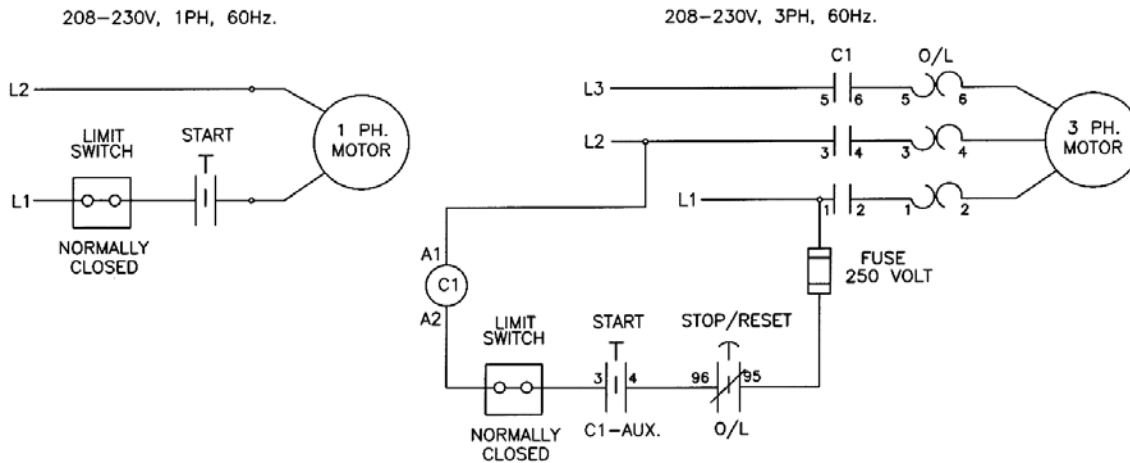 208-230V, 1PH, 60Hz.
208-230V, 3PH, 60Hz.
L2
LIMIT
SWITCH
START
1 PH.
MOTOR
L1
NORMALLY
CLOSED
C1
O/L
L3
5 6 5 6
L2
3 4 3 4
3 PH.
MOTOR
L1
1 2 1 2
A1
C1
A2
FUSE
250 VOLT
LIMIT
SWITCH
START
STOP/RESET
3 4
96 95
NORMALLY
CLOSED
C1-AUX.
O/L